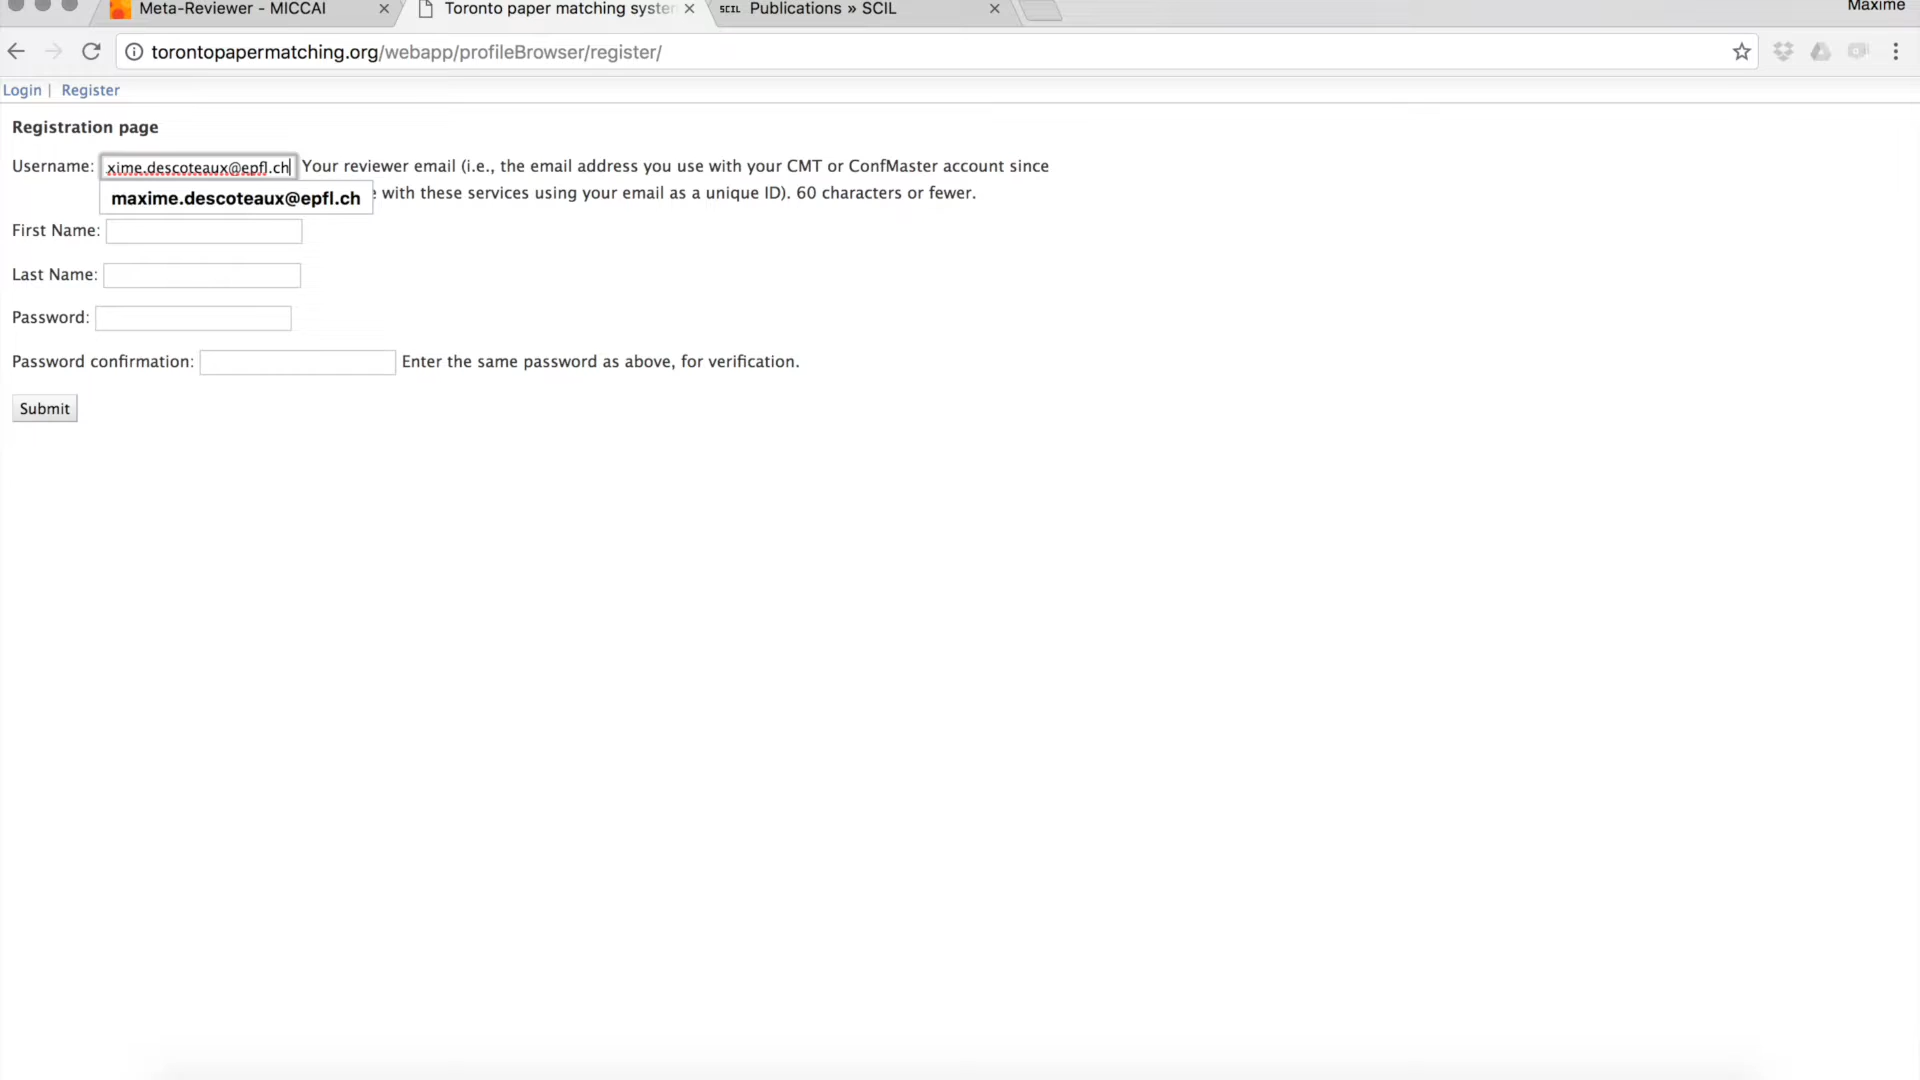 Meta-Reviewer - MICCAI
Toronto paper matching syste
SCIL Publications » SCIL
Maxime
torontopapermatching.org/webapp/profileBrowser/register/
Login | Register
Registration page
Username: xime.descoteaux@epfl.ch Your reviewer email (i.e., the email address you use with your CMT or ConfMaster account since
maxime.descoteaux@epfl.ch e with these services using your email as a unique ID). 60 characters or fewer.
First Name:
Last Name:
Password:
Password confirmation: Enter the same password as above, for verification.
Submit